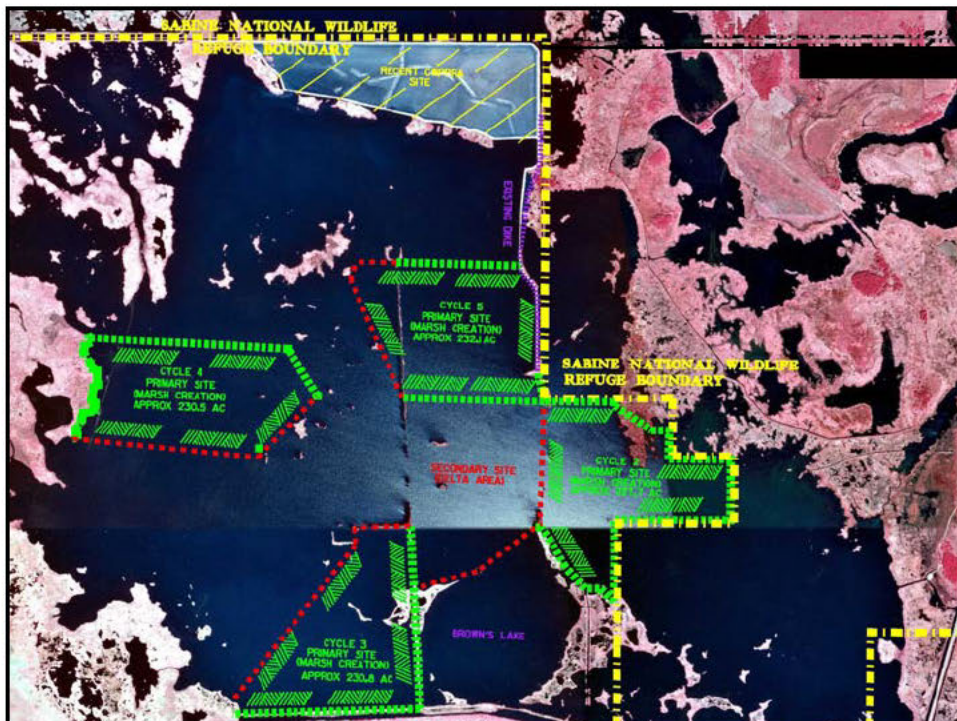 SABINE NATIONAL WILDLIFE
REFUGE BOUNDARY
SITE
EXISTING DIKE
CYCLE 5
PRIMARY SITE
(MARSH CREATION)
APPROX 232.1 AC
SABINE NATIONAL WILDLIFE
REFUGE BOUNDARY
CYCLE 4
PRIMARY SITE
(MARSH CREATION)
APPROX 230.5 AC
SECONDARY SITE
(DELTA AREA)
CYCLE 2
PRIMARY SITE
(MARSH CREATION)
APPROX AC
BROWN'S LAKE
CYCLE 3
PRIMARY SITE
(MARSH CREATION)
APPROX 230.8 AC